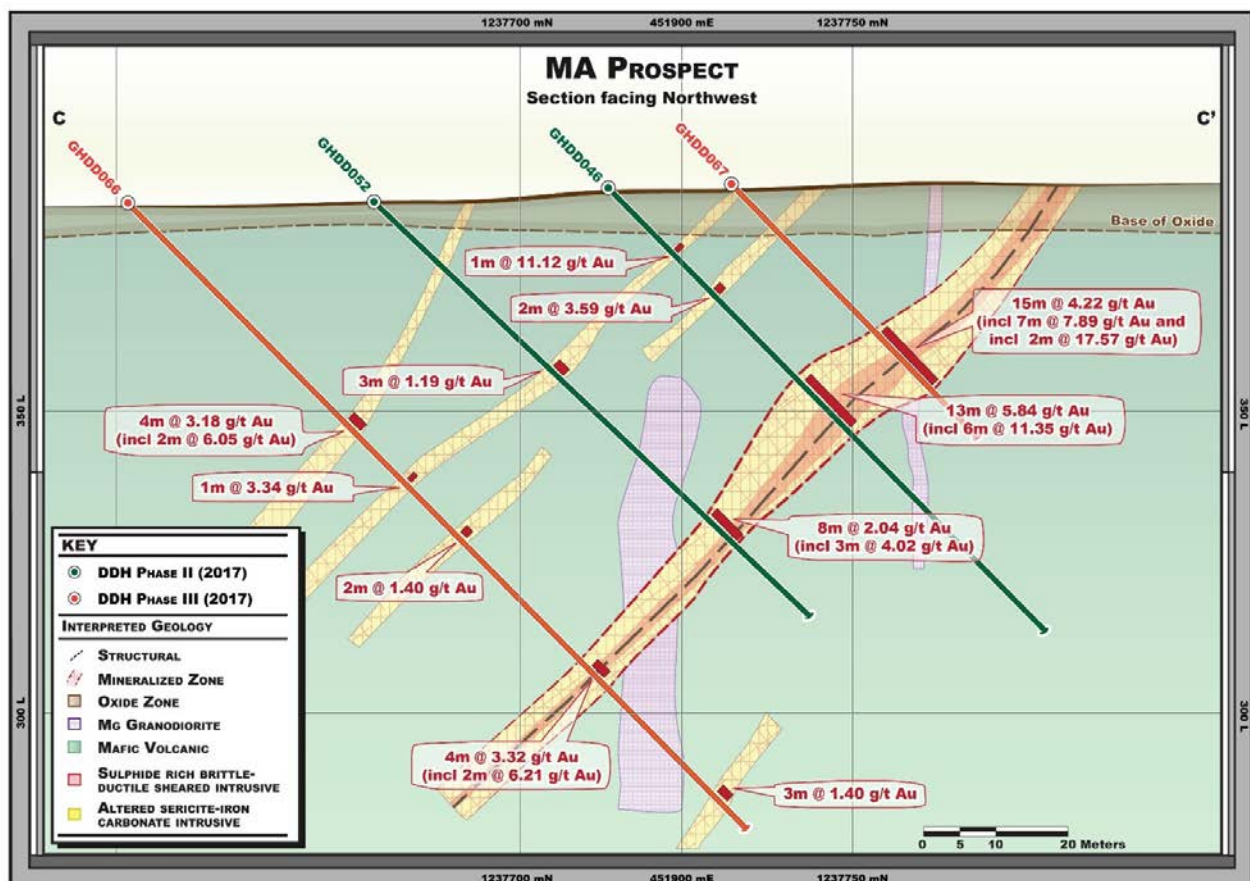 1237700 mN
451900 mE
1237750 mN
MA PROSPECT
Section facing Northwest
C
C'
GHDD066
GHDD052
GHDD046
GHDD067
Base of Oxide
1m @ 11.12 g/t Au
2m @ 3.59 g/t Au
15m @ 4.22 g/t Au
(incl 7m @ 7.89 g/t Au and
incl 2m @ 17.57 g/t Au)
3m @ 1.19 g/t Au
350 L
350 L
4m @ 3.18 g/t Au
(incl 2m @ 6.05 g/t Au)
13m @ 5.84 g/t Au
(incl 6m @ 11.35 g/t Au)
1m @ 3.34 g/t Au
8m @ 2.04 g/t Au
(incl 3m @ 4.02 g/t Au)
2m @ 1.40 g/t Au
KEY
DDH PHASE II (2017)
DDH PHASE III (2017)
INTERPRETED GEOLOGY
STRUCTURAL
MINERALIZED ZONE
OXIDE ZONE
MG GRANODIORITE
MAFIC VOLCANIC
SULPHIDE RICH BRITTLE-
DUCTILE SHEARED INTRUSIVE
ALTERED SERICITE-IRON
CARBONATE INTRUSIVE
300 L
300 L
4m @ 3.32 g/t Au
(incl 2m @ 6.21 g/t Au)
3m @ 1.40 g/t Au
0 5 10 20 Meters
1237700 mN
451900 mE
1237750 mN